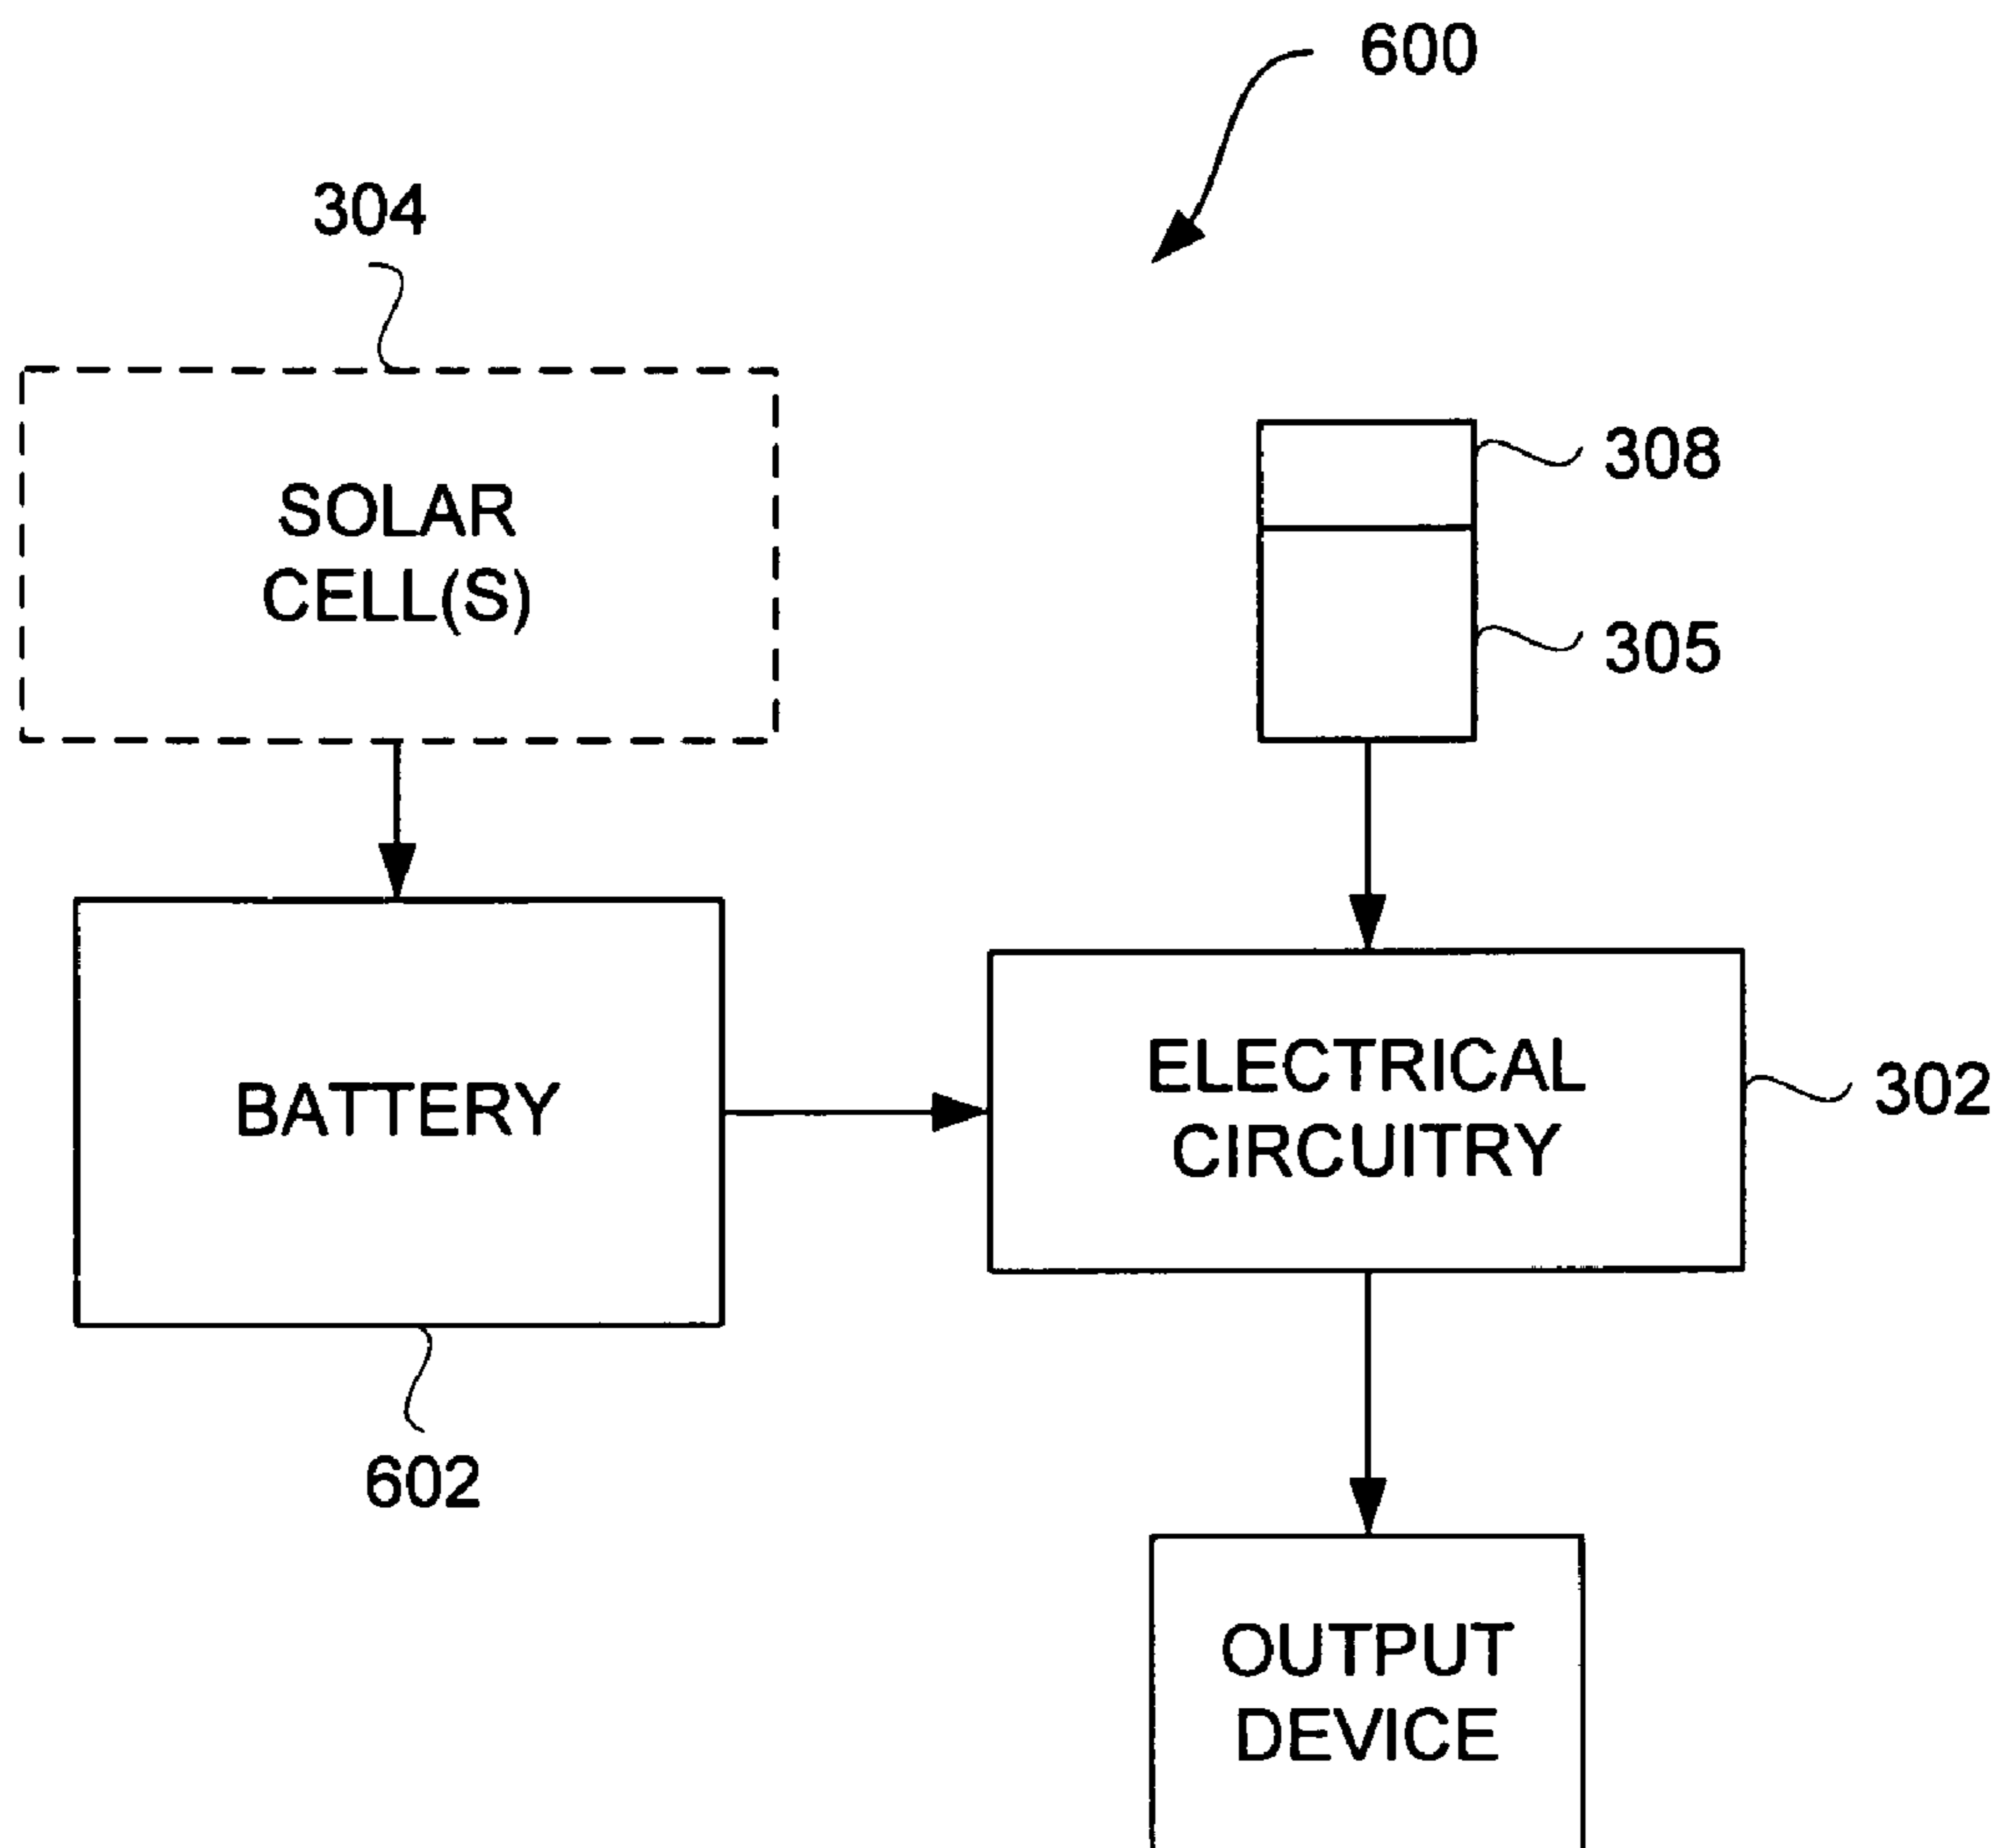 600
304
SOLAR
CELL(S)
308
305
BATTERY
ELECTRICAL
CIRCUITRY
302
602
OUTPUT
DEVICE